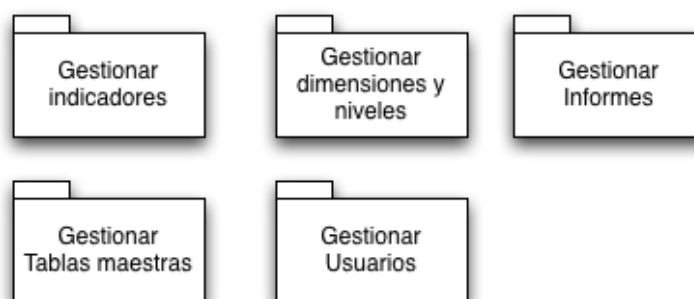 Gestionar
indicadores
Gestionar
dimensiones y
niveles
Gestionar
Informes
Gestionar
Tablas maestras
Gestionar
Usuarios